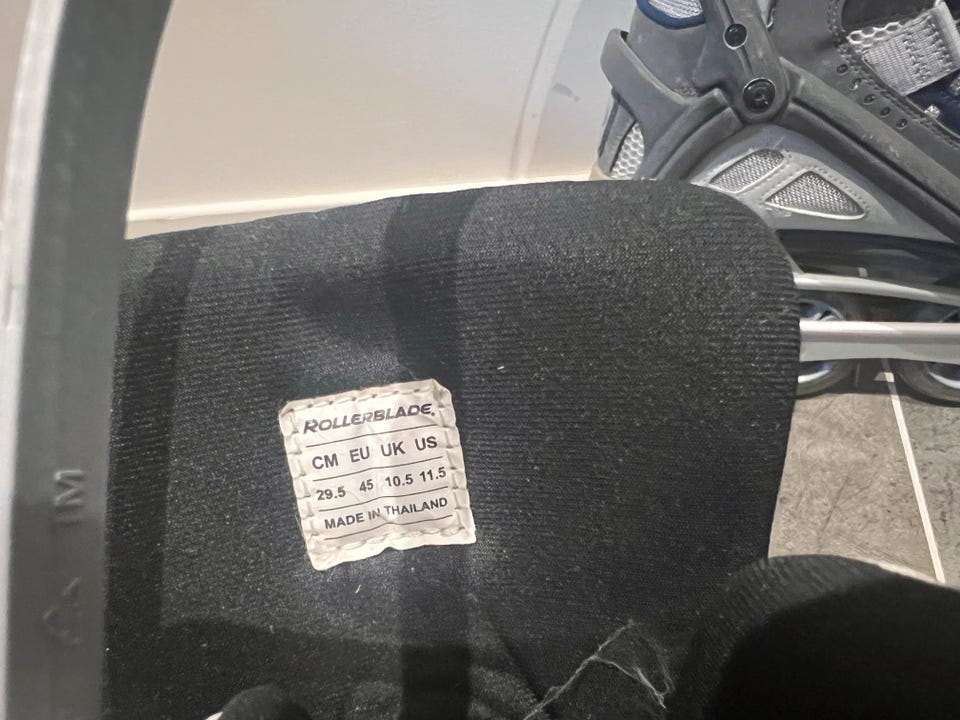 ROLLERBLADE.
CM EU UK US
29.5 45 10.5 11.5
MADE IN THAILAND